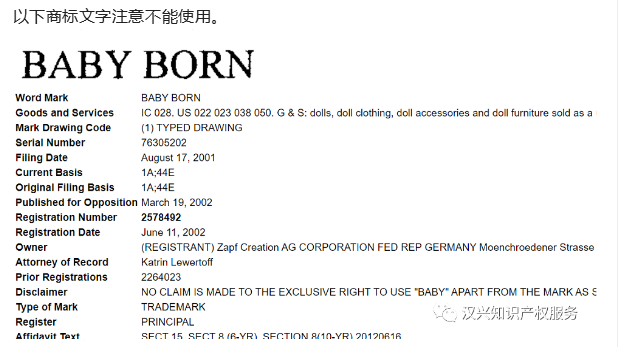 以下商标文字注意不能使用。
BABY BORN
Word Mark BABY BORN
Goods and Services IC 028. US 022 023 038 050. G & S: dolls, doll clothing, doll accessories and doll furniture sold as a
Mark Drawing Code (1) TYPED DRAWING
Serial Number 76305202
Filing Date August 17, 2001
Current Basis 1A;44E
Original Filing Basis 1A;44E
Published for Opposition March 19, 2002
Registration Number 2578492
Registration Date June 11, 2002
Owner (REGISTRANT) Zapf Creation AG CORPORATION FED REP GERMANY Moenchroedener Strasse
Attorney of Record Katrin Lewertoff
Prior Registrations 2264023
Disclaimer NO CLAIM IS MADE TO THE EXCLUSIVE RIGHT TO USE "BABY" APART FROM THE MARK AS S
Type of Mark TRADEMARK
Register PRINCIPAL
汉兴知识产权服务
Affidavit Text SECT 15. SECT 8 (6-YR). SECTION 8(10-YR) 20120616.